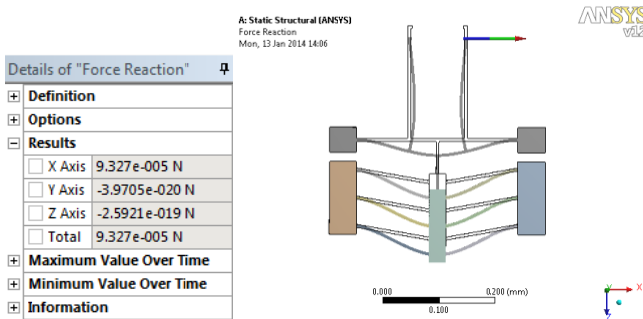 A: Static Structural (ANSYS)
Force Reaction
Mon, 13 Jan 2014 14:06
ANSYS
v12
Details of "Force Reaction"
Definition
Options
Results
X Axis 9.327e-005 N
Y Axis -3.9705e-020 N
Z Axis -2.5921e-019 N
Total 9.327e-005 N
Maximum Value Over Time
Minimum Value Over Time
Information
0.000 0.200 (mm)
0.100
Y X
Z